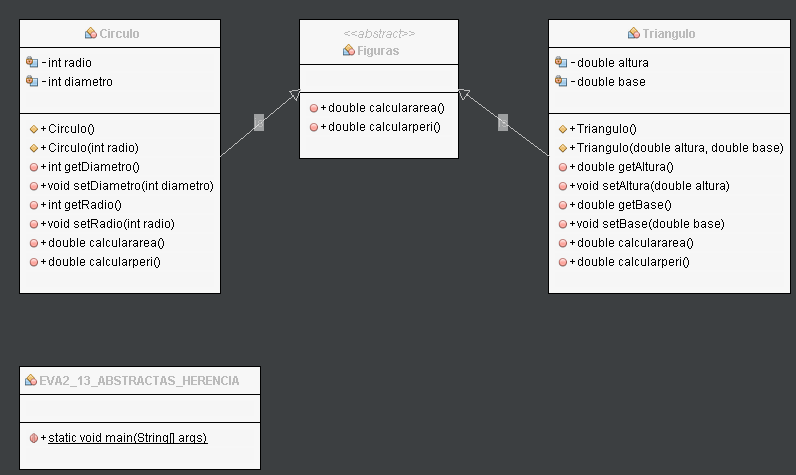 Circulo
- int radio
- int diametro
+ Circulo()
+ Circulo(int radio)
+ int getDiametro()
+ void setDiametro(int diametro)
+ int getRadio()
+ void setRadio(int radio)
+ double calculararea()
+ double calcularperi()
<<abstract>>
Figuras
+ double calculararea()
+ double calcularperi()
Triangulo
- double altura
- double base
+ Triangulo()
+ Triangulo(double altura, double base)
+ double getAltura()
+ void setAltura(double altura)
+ double getBase()
+ void setBase(double base)
+ double calculararea()
+ double calcularperi()
EVA2_13_ABSTRACTAS_HERENCIA
+ static void main(String[] args)